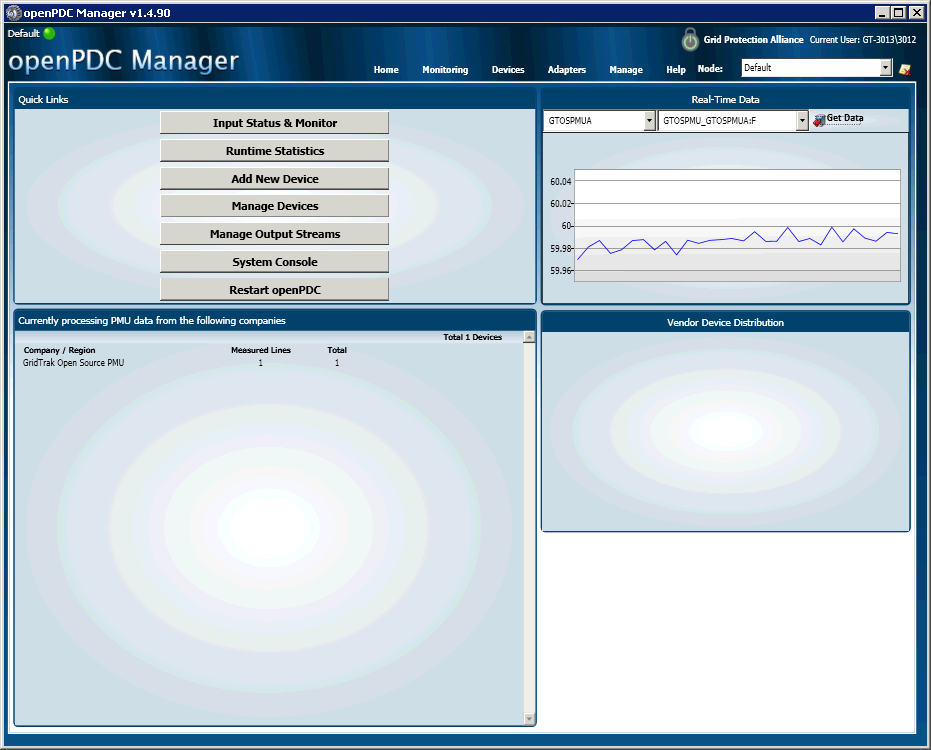 openPDC Manager v1.4.90
Default
openPDC Manager
Grid Protection Alliance Current User: GT-3013\3012
Home Monitoring Devices Adapters Manage Help Node: Default
Quick Links
Input Status & Monitor
Runtime Statistics
Add New Device
Manage Devices
Manage Output Streams
System Console
Restart openPDC
Real-Time Data
GTOSPMUA GTOSPMU_GTOSPMUA:F Get Data
60.04
60.02
60
59.98
59.96
Currently processing PMU data from the following companies
Total 1 Devices
Company / Region Measured Lines Total
GridTrak Open Source PMU 1 1
Vendor Device Distribution